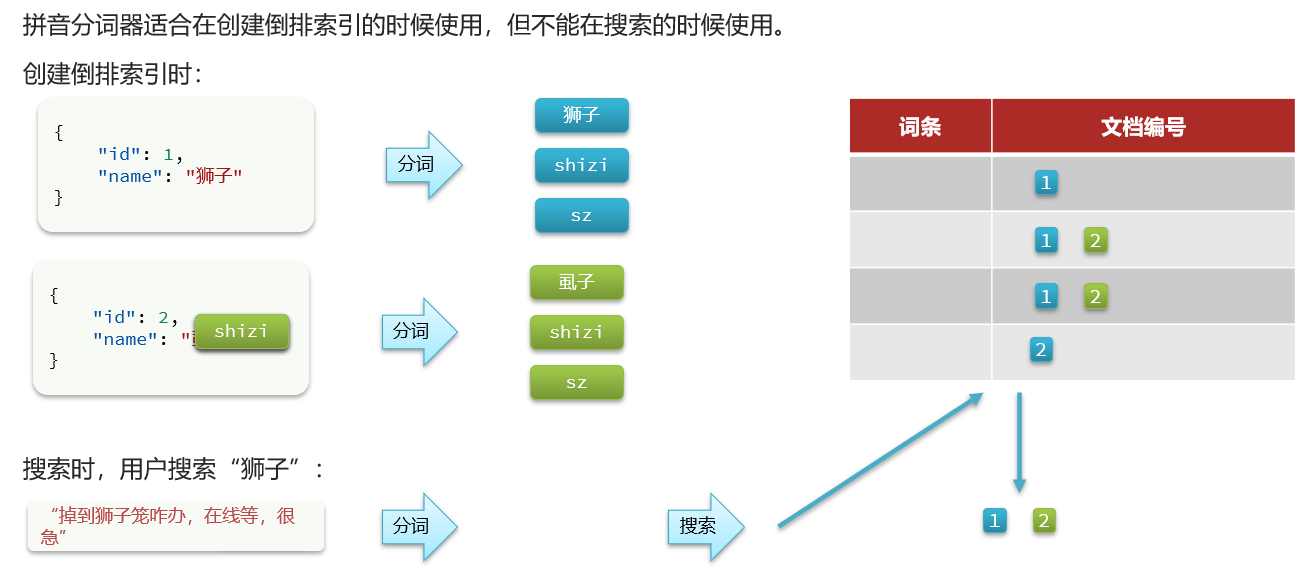 拼音分词器适合在创建倒排索引的时候使用，但不能在搜索的时候使用。
创建倒排索引时：
{
"id": 1,
"name": "狮子"
}
分词
狮子
shizi
sz
词条 文档编号
1
1 2
1 2
2
{
"id": 2,
"name": "
}
shizi
分词
虱子
shizi
sz
搜索时，用户搜索“狮子”：
“掉到狮子笼咋办，在线等，很
急”
分词
搜索
1 2